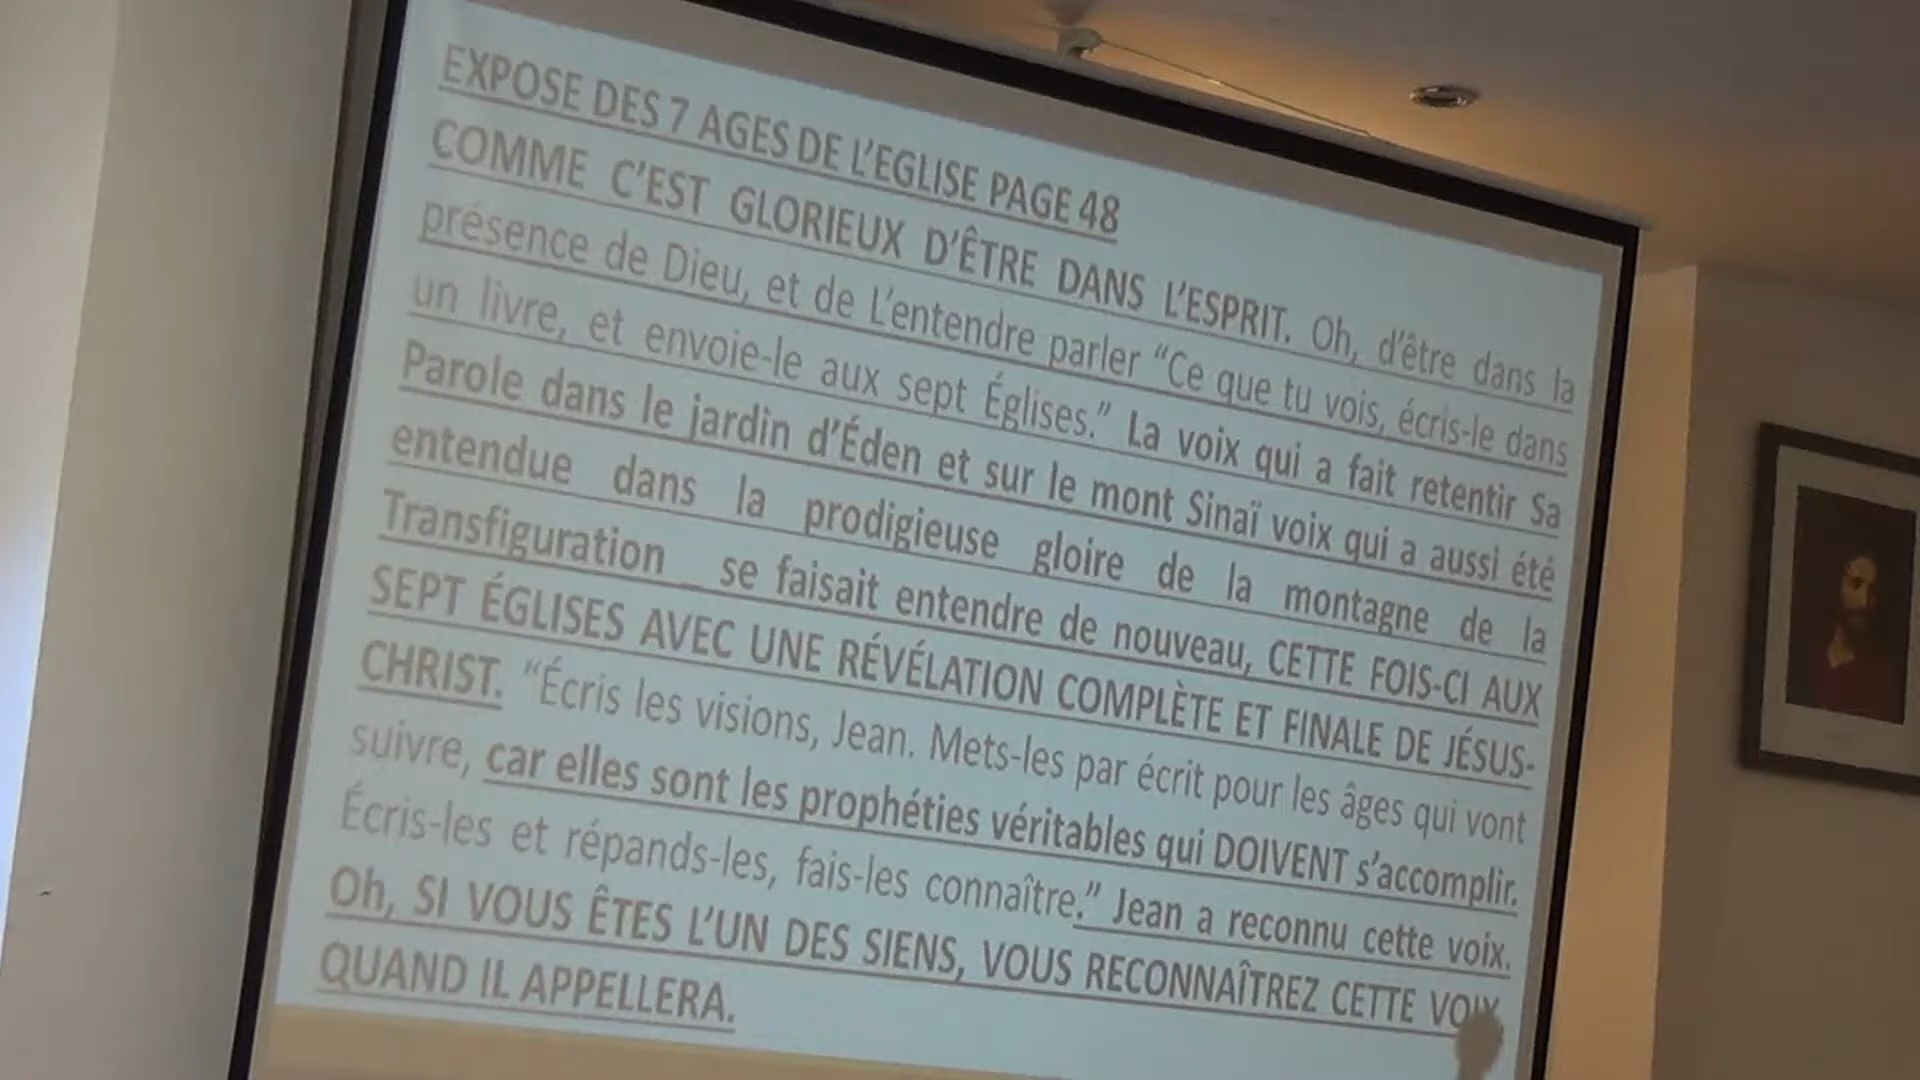 EXPOSE DES 7 AGES DE L'EGLISE PAGE 48
COMME C'EST GLORIEUX D'ÊTRE DANS L'ESPRIT. Oh, d'être dans la
présence de Dieu, et de L'entendre parler “Ce que tu vois, écris-le dans
un livre, et envoie-le aux sept Églises.” La voix qui a fait retentir Sa
Parole dans le jardin d'Éden et sur le mont Sinaï voix qui a aussi été
entendue dans la prodigieuse gloire de la montagne de la
Transfiguration _ se faisait entendre de nouveau, CETTE FOIS-CI AUX
SEPT ÉGLISES AVEC UNE RÉVÉLATION COMPLÈTE ET FINALE DE JÉSUS-
CHRIST. “Écris les visions, Jean. Mets-les par écrit pour les âges qui vont
suivre, car elles sont les prophéties véritables qui DOIVENT s'accomplir.
Écris-les et répands-les, fais-les connaître.” Jean a reconnu cette voix.
Oh, SI VOUS ÊTES L'UN DES SIENS, VOUS RECONNAÎTREZ CETTE VOIX
QUAND IL APPELLERA.